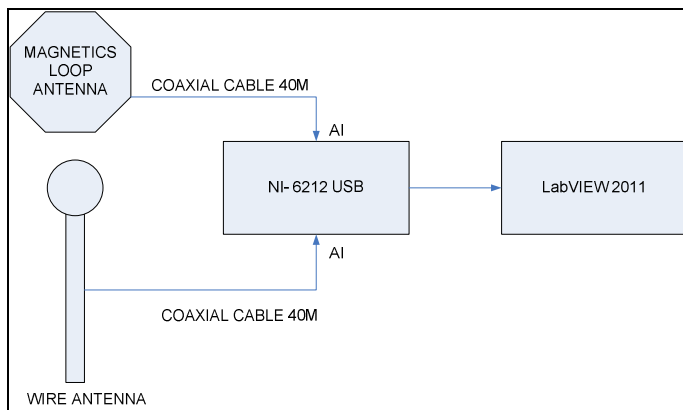 MAGNETICS
LOOP
ANTENNA
COAXIAL CABLE 40M
AI
NI- 6212 USB
LabVIEW 2011
AI
COAXIAL CABLE 40M
WIRE ANTENNA